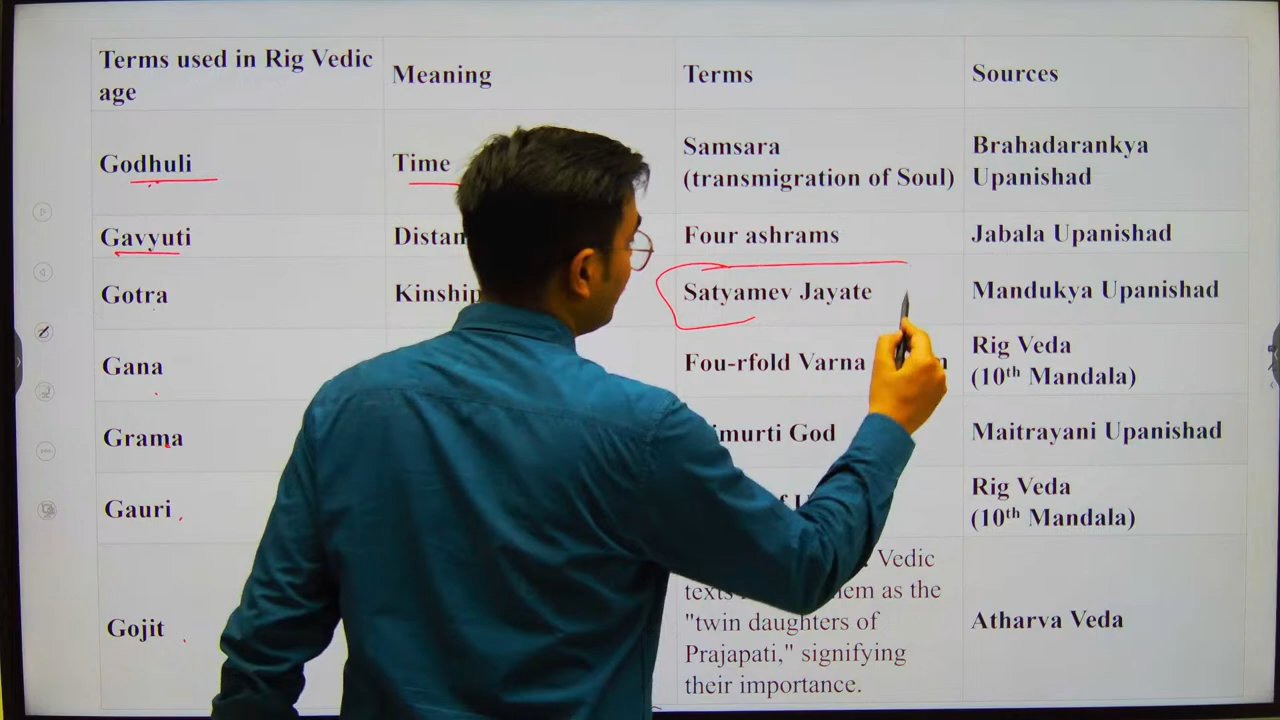 Terms used in Rig Vedic
age
Meaning
Terms
Sources
Godhuli
Time
Samsara
(transmigration of Soul)
Brahadarankya
Upanishad
Gavyuti
Four ashrams
Jabala Upanishad
Gotra
Kinship
Satyamev Jayate
Mandukya Upanishad
Gana
Fou-rfold Varna
Rig Veda
(10th Mandala)
Grama
God
Maitrayani Upanishad
Gauri
Rig Veda
(10th Mandala)
Gojit
Vedic
texts as the
"twin daughters of
Prajapati," signifying
their importance.
Atharva Veda